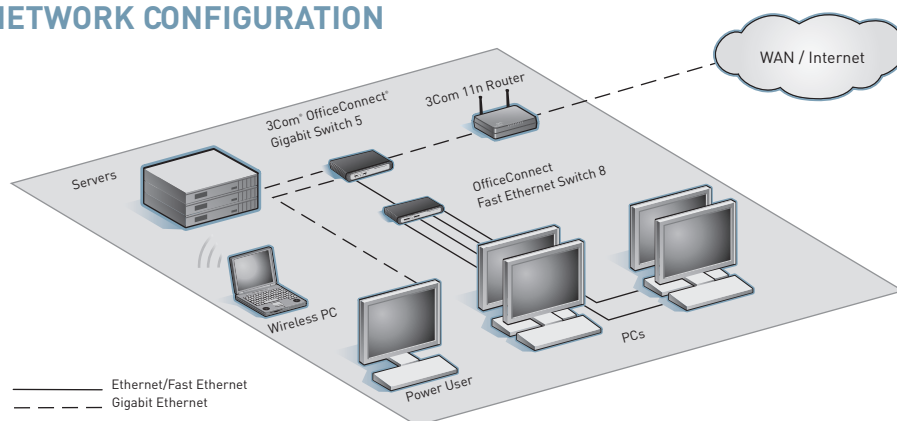 NETWORK CONFIGURATION
WAN / Internet
3Com® OfficeConnect®
Gigabit Switch 5
3Com 11n Router
Servers
OfficeConnect
Fast Ethernet Switch 8
Wireless PC
PCs
Power User
Ethernet/Fast Ethernet
Gigabit Ethernet